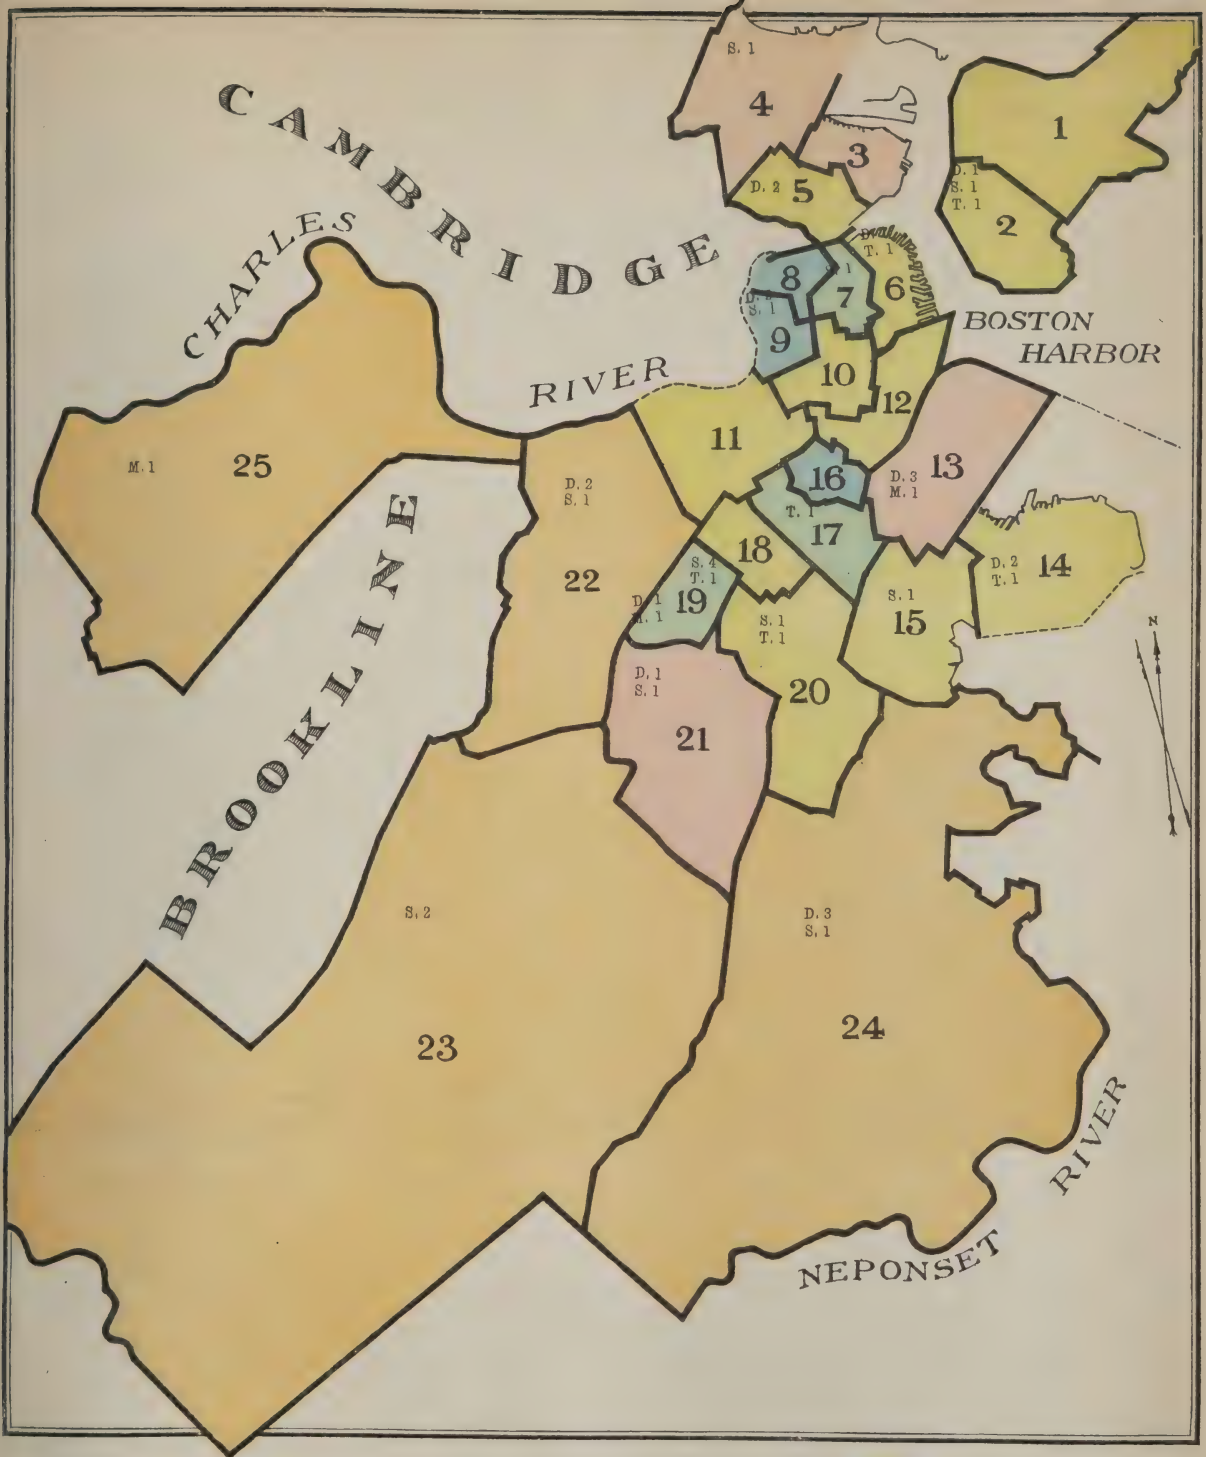 CAMBRIDGE
CHARLES
RIVER
BOSTON
HARBOR
BROOKLINE
NEPONSET
RIVER
N
S. 1
4
3
1
D. 2
5
D. 1
S. 1
T. 1
2
T. 1
6
8
7
S. 1
9
10
12
11
16
D. 3
M. 1
13
M. 1
25
D. 2
S. 1
22
T. 1
17
18
D. 2
T. 1
14
S. 4
T. 1
19
S. 1
15
S. 1
T. 1
20
D. 1
S. 1
21
S. 2
23
D. 3
S. 1
24